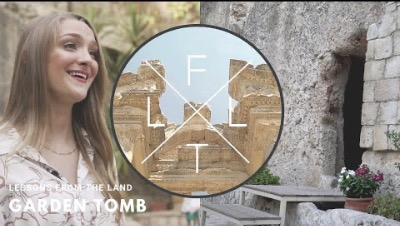 F
L L
T
LESSONS FROM THE LAND
GARDEN TOMB